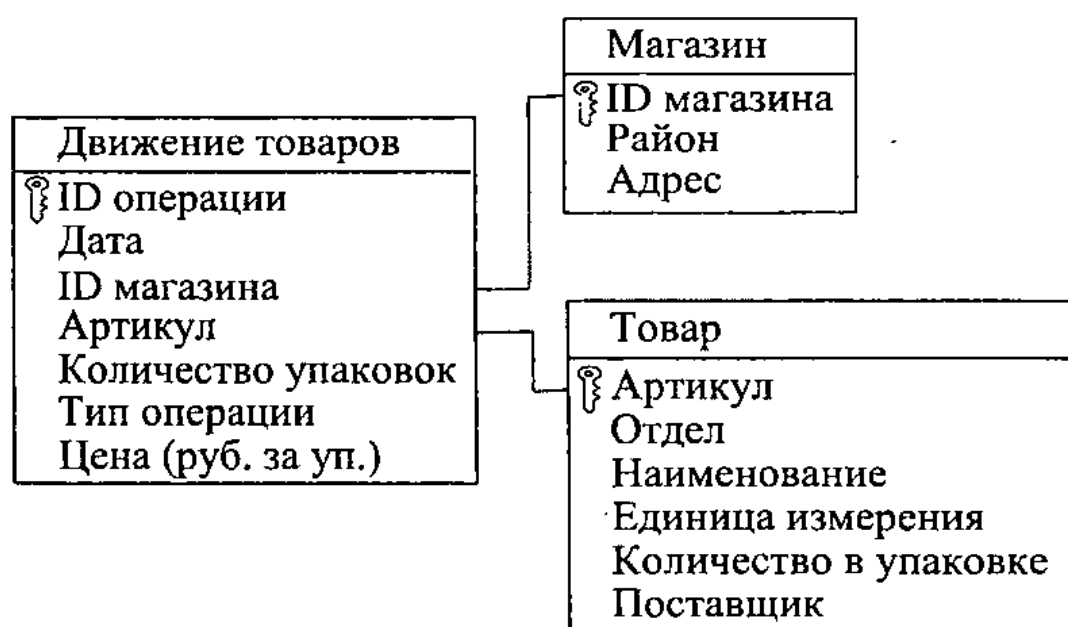 Магазин
ID магазина
Район
Адрес
Движение товаров
ID операции
Дата
ID магазина
Артикул
Количество упаковок
Тип операции
Цена (руб. за уп.)
Товар
Артикул
Отдел
Наименование
Единица измерения
Количество в упаковке
Поставщик